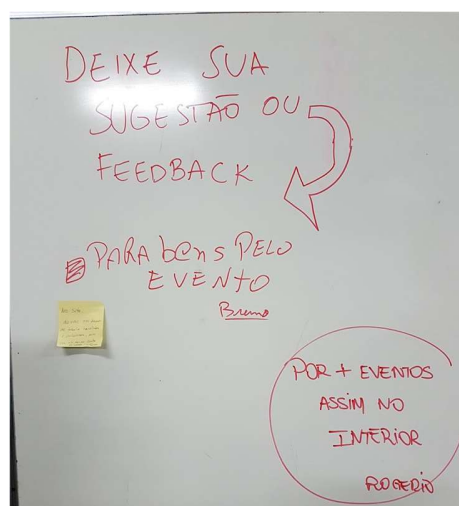 DEIXE SUA
SUGESTÃO OU
FEEDBACK
PARAbens PELO
EVENTO
Bruno
POR + EVENTOS
ASSIM NO
INTERIOR
ROGERIO